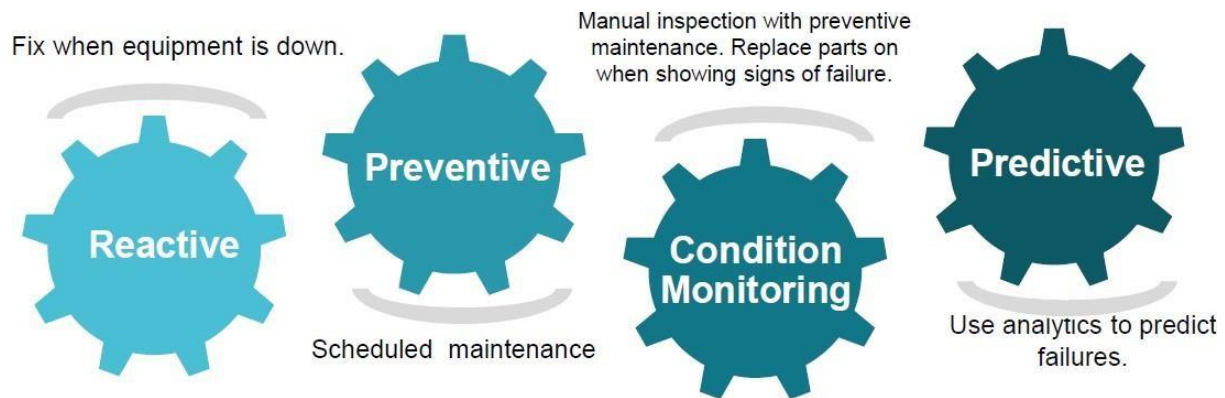 Fix when equipment is down.
Reactive
Preventive
Scheduled maintenance
Manual inspection with preventive
maintenance. Replace parts on
when showing signs of failure.
Condition
Monitoring
Predictive
Use analytics to predict
failures.